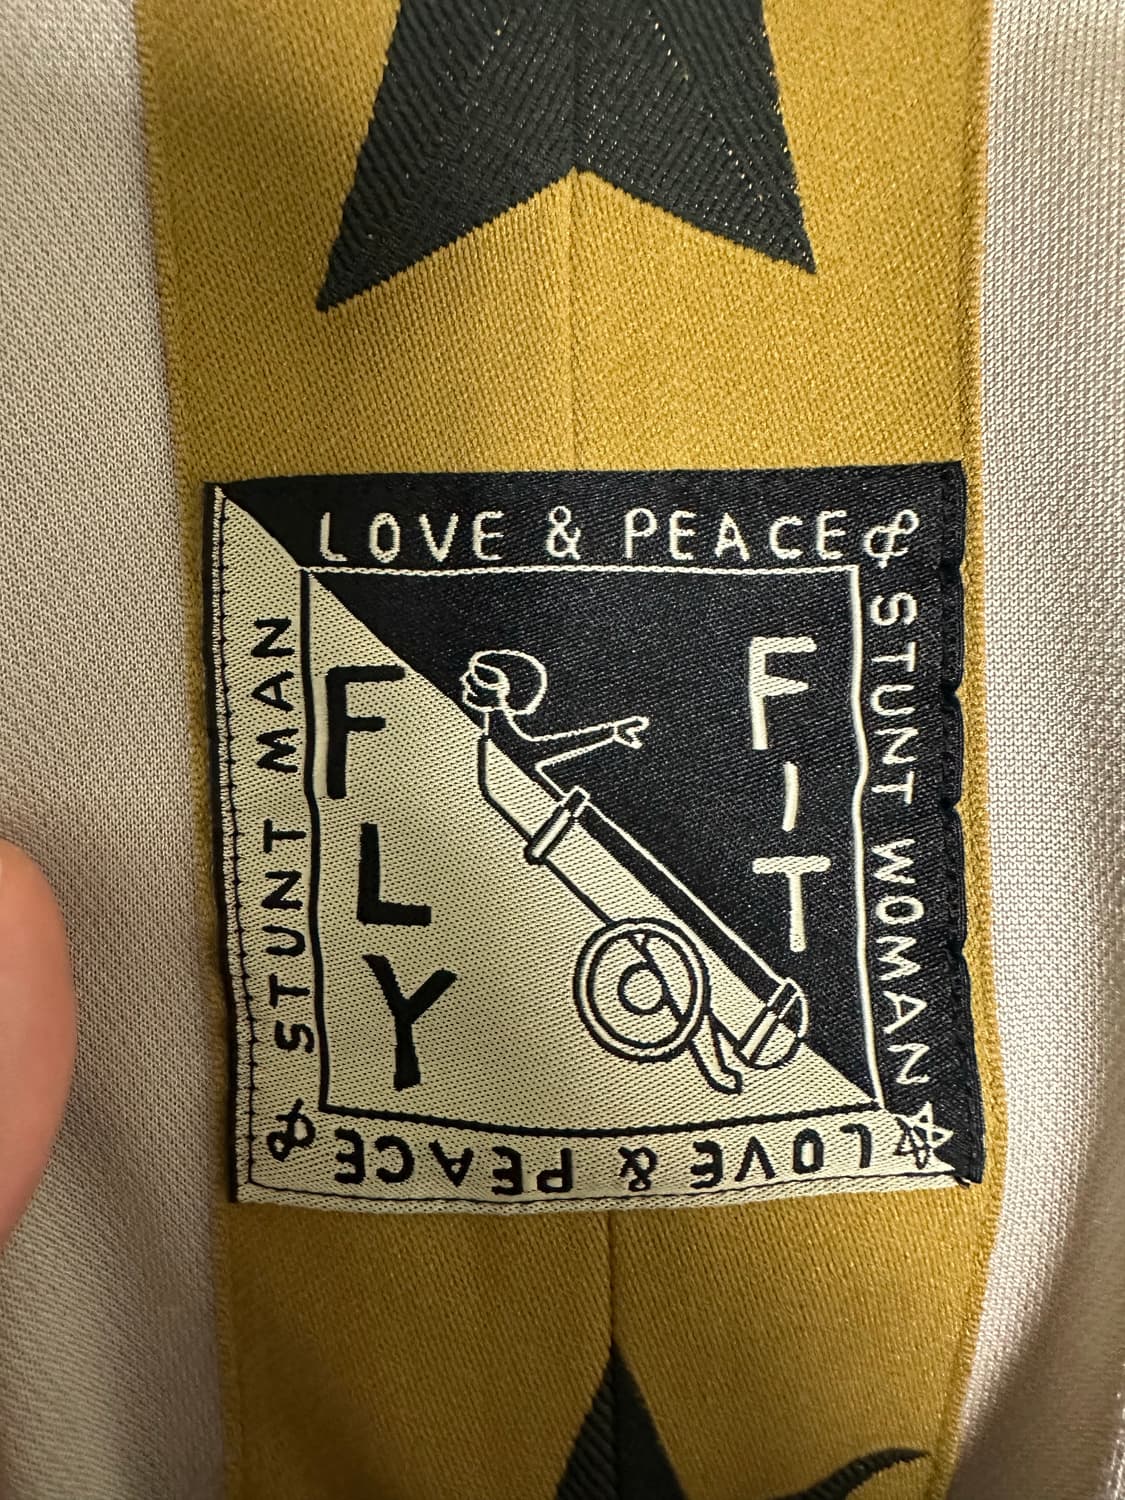 LOVE & PEACE &
STUNT WOMAN
LOVE & PEACE &
STUNT MAN
FLY
FIT